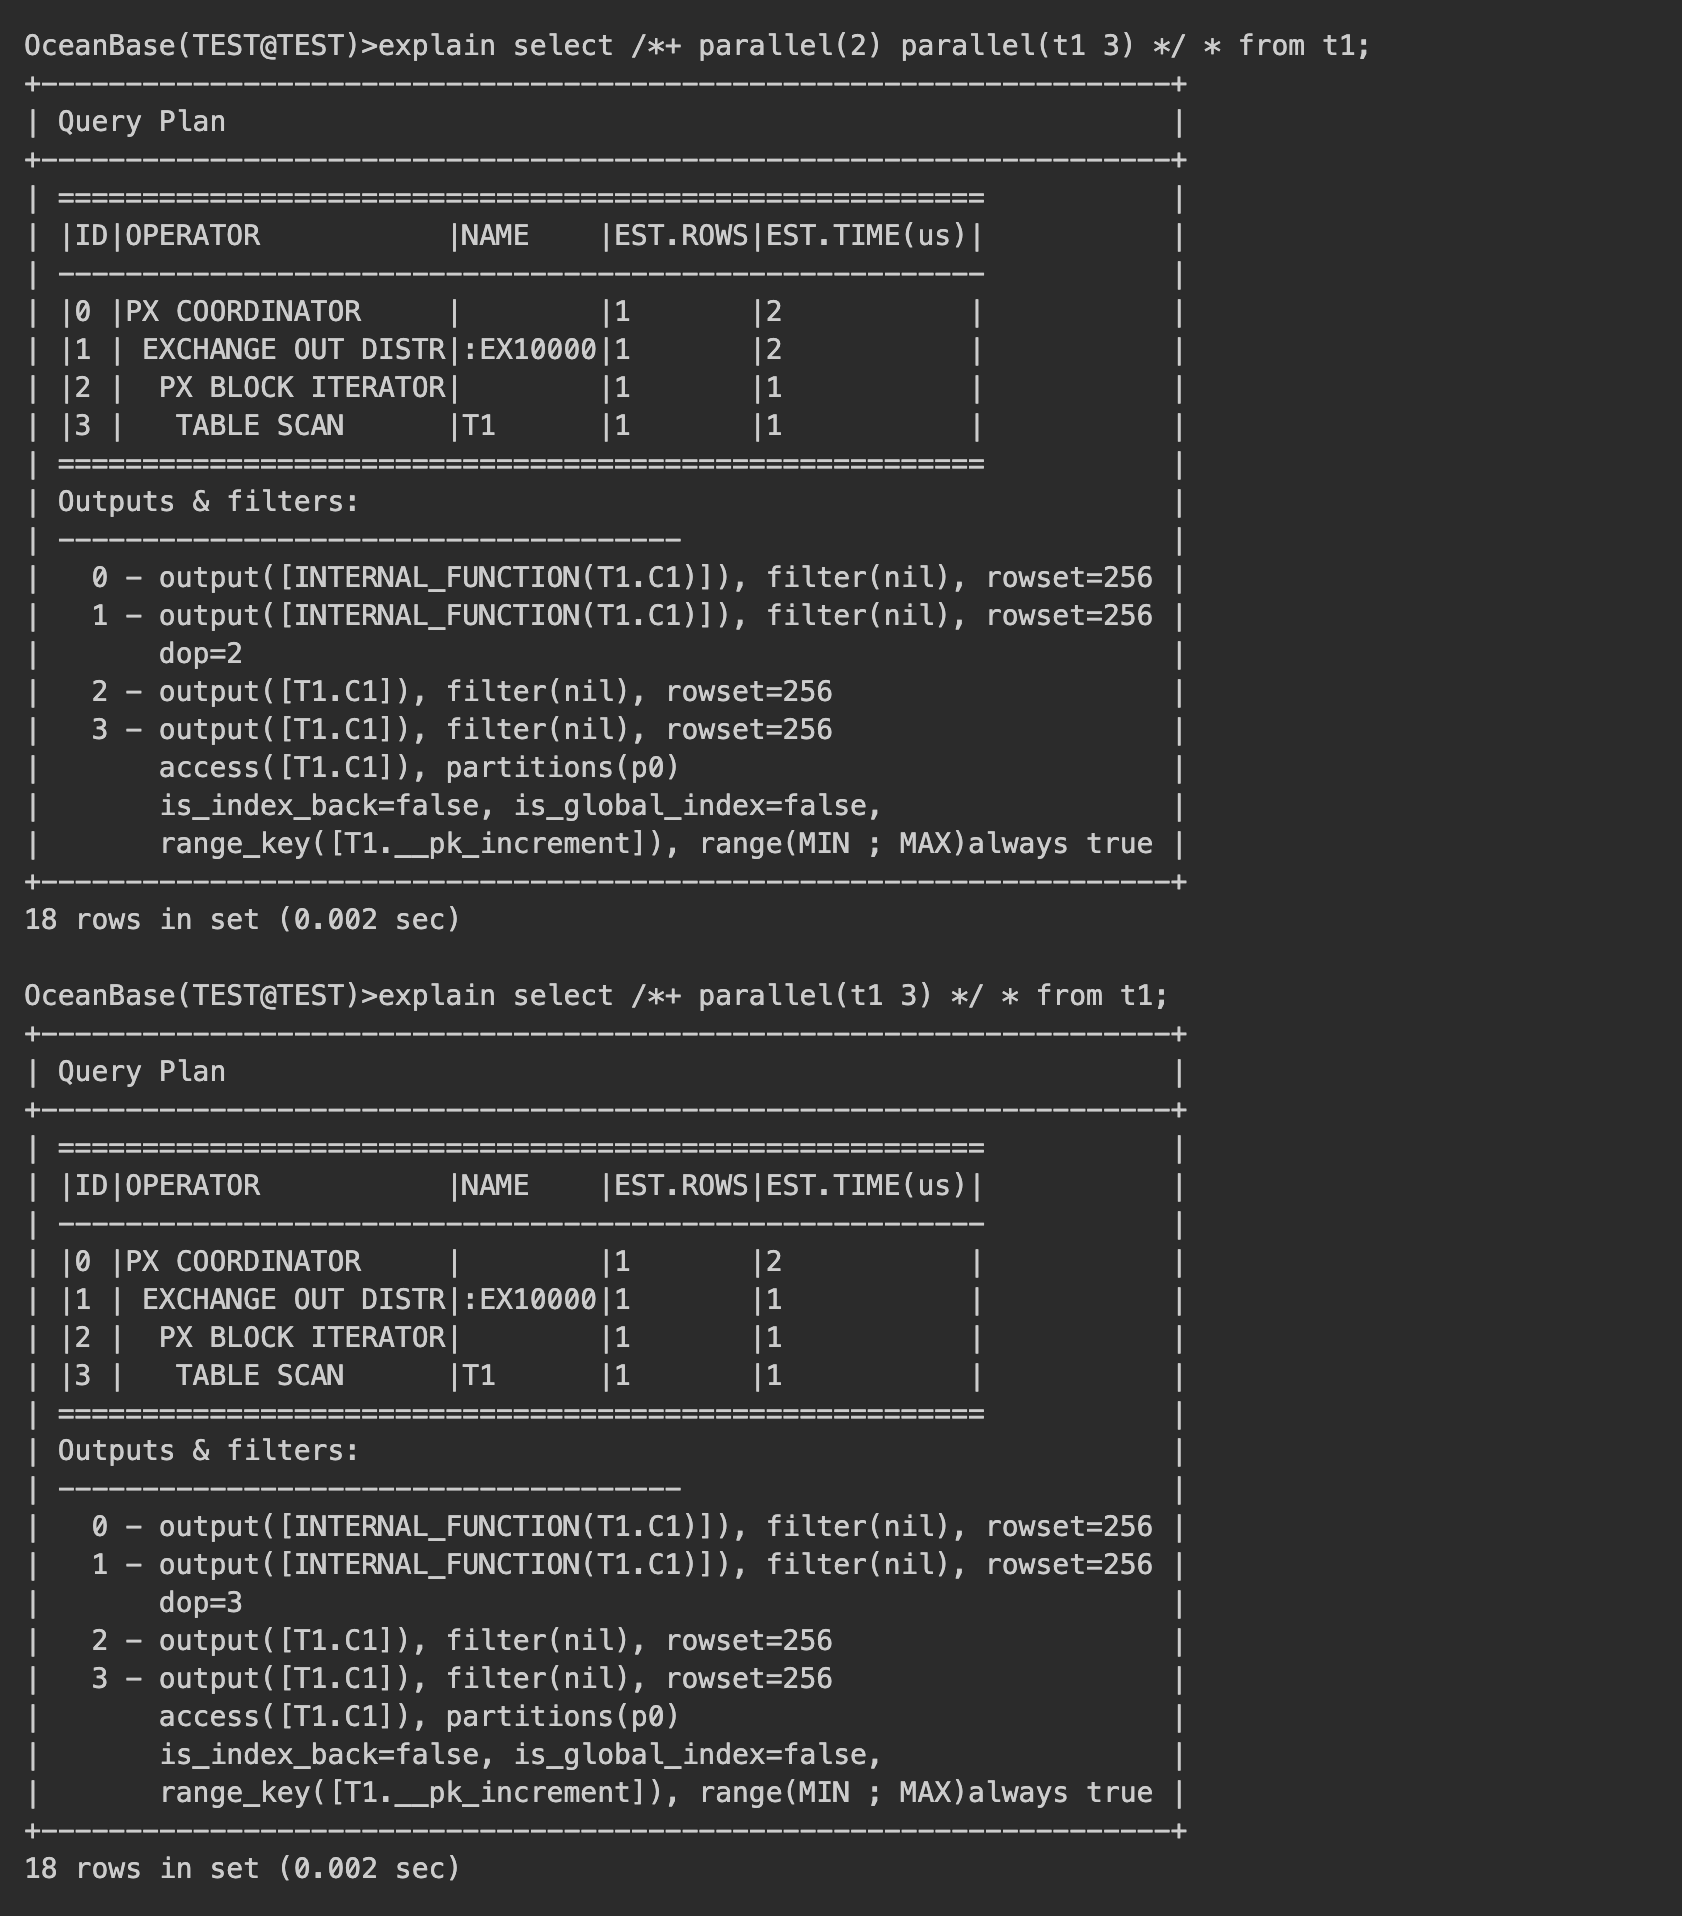 OceanBase(TEST@TEST)>explain select /*+ parallel(2) parallel(t1 3) */ * from t1;
+-------------------------------------------------------------------+
| Query Plan                                                        |
+-------------------------------------------------------------------+
| =======================================================           |
| |ID|OPERATOR           |NAME    |EST.ROWS|EST.TIME(us)|           |
| -------------------------------------------------------           |
| |0 |PX COORDINATOR     |        |1       |2           |           |
| |1 | EXCHANGE OUT DISTR|:EX10000|1       |2           |           |
| |2 |  PX BLOCK ITERATOR|        |1       |1           |           |
| |3 |   TABLE SCAN      |T1      |1       |1           |           |
| =======================================================           |
| Outputs & filters:                                                |
| -------------------------------------                             |
|   0 - output([INTERNAL_FUNCTION(T1.C1)]), filter(nil), rowset=256 |
|   1 - output([INTERNAL_FUNCTION(T1.C1)]), filter(nil), rowset=256 |
|       dop=2                                                       |
|   2 - output([T1.C1]), filter(nil), rowset=256                    |
|   3 - output([T1.C1]), filter(nil), rowset=256                    |
|       access([T1.C1]), partitions(p0)                             |
|       is_index_back=false, is_global_index=false,                 |
|       range_key([T1.__pk_increment]), range(MIN ; MAX)always true |
+-------------------------------------------------------------------+
18 rows in set (0.002 sec)
OceanBase(TEST@TEST)>explain select /*+ parallel(t1 3) */ * from t1;
+-------------------------------------------------------------------+
| Query Plan                                                        |
+-------------------------------------------------------------------+
| =======================================================           |
| |ID|OPERATOR           |NAME    |EST.ROWS|EST.TIME(us)|           |
| -------------------------------------------------------           |
| |0 |PX COORDINATOR     |        |1       |2           |           |
| |1 | EXCHANGE OUT DISTR|:EX10000|1       |1           |           |
| |2 |  PX BLOCK ITERATOR|        |1       |1           |           |
| |3 |   TABLE SCAN      |T1      |1       |1           |           |
| =======================================================           |
| Outputs & filters:                                                |
| -------------------------------------                             |
|   0 - output([INTERNAL_FUNCTION(T1.C1)]), filter(nil), rowset=256 |
|   1 - output([INTERNAL_FUNCTION(T1.C1)]), filter(nil), rowset=256 |
|       dop=3                                                       |
|   2 - output([T1.C1]), filter(nil), rowset=256                    |
|   3 - output([T1.C1]), filter(nil), rowset=256                    |
|       access([T1.C1]), partitions(p0)                             |
|       is_index_back=false, is_global_index=false,                 |
|       range_key([T1.__pk_increment]), range(MIN ; MAX)always true |
+-------------------------------------------------------------------+
18 rows in set (0.002 sec)